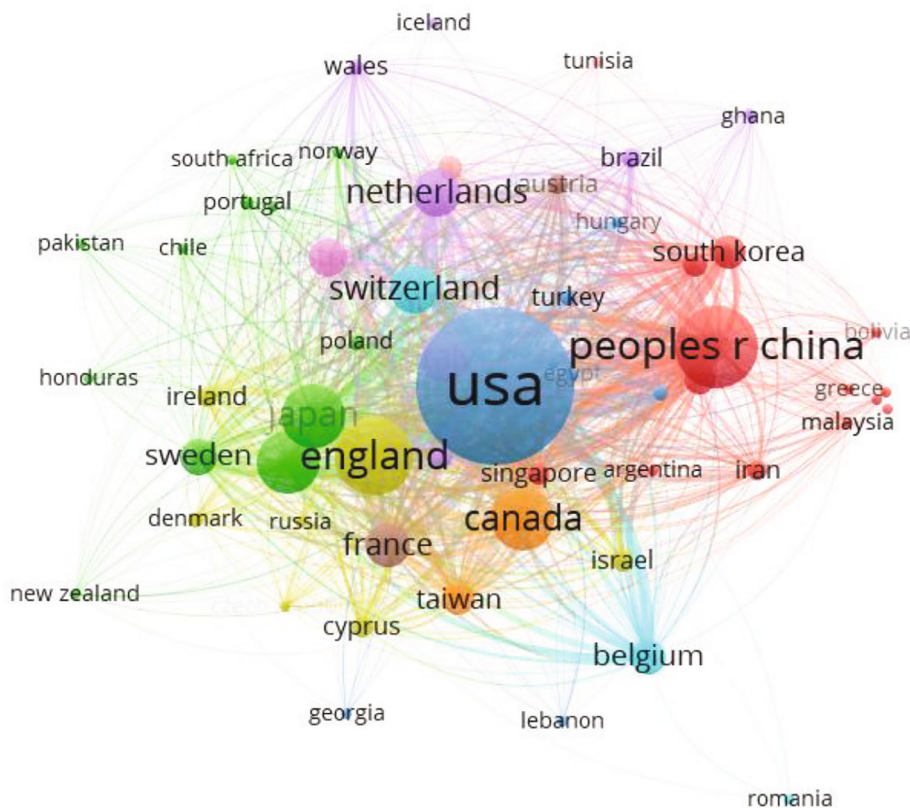 iceland
tunisia
wales
ghana
norway
south africa
brazil
austria
netherlands
portugal
hungary
pakistan
chile
south korea
switzerland
turkey
bolivia
poland
peoples r china
egypt
honduras
usa
greece
ireland
japan
malaysia
sweden
england
singapore
argentina
iran
denmark
russia
canada
france
israel
new zealand
taiwan
cyprus
belgium
georgia
lebanon
romania